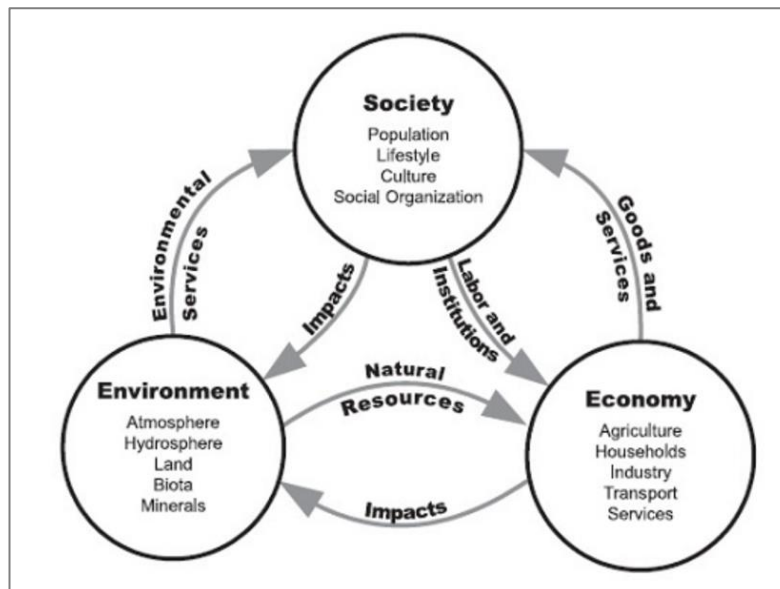 Society
Population
Lifestyle
Culture
Social Organization
Environmental
Services
Impacts
Labor and
Institutions
Goods and
Services
Environment
Atmosphere
Hydrosphere
Land
Biota
Minerals
Natural
Resources
Economy
Agriculture
Households
Industry
Transport
Services
Impacts